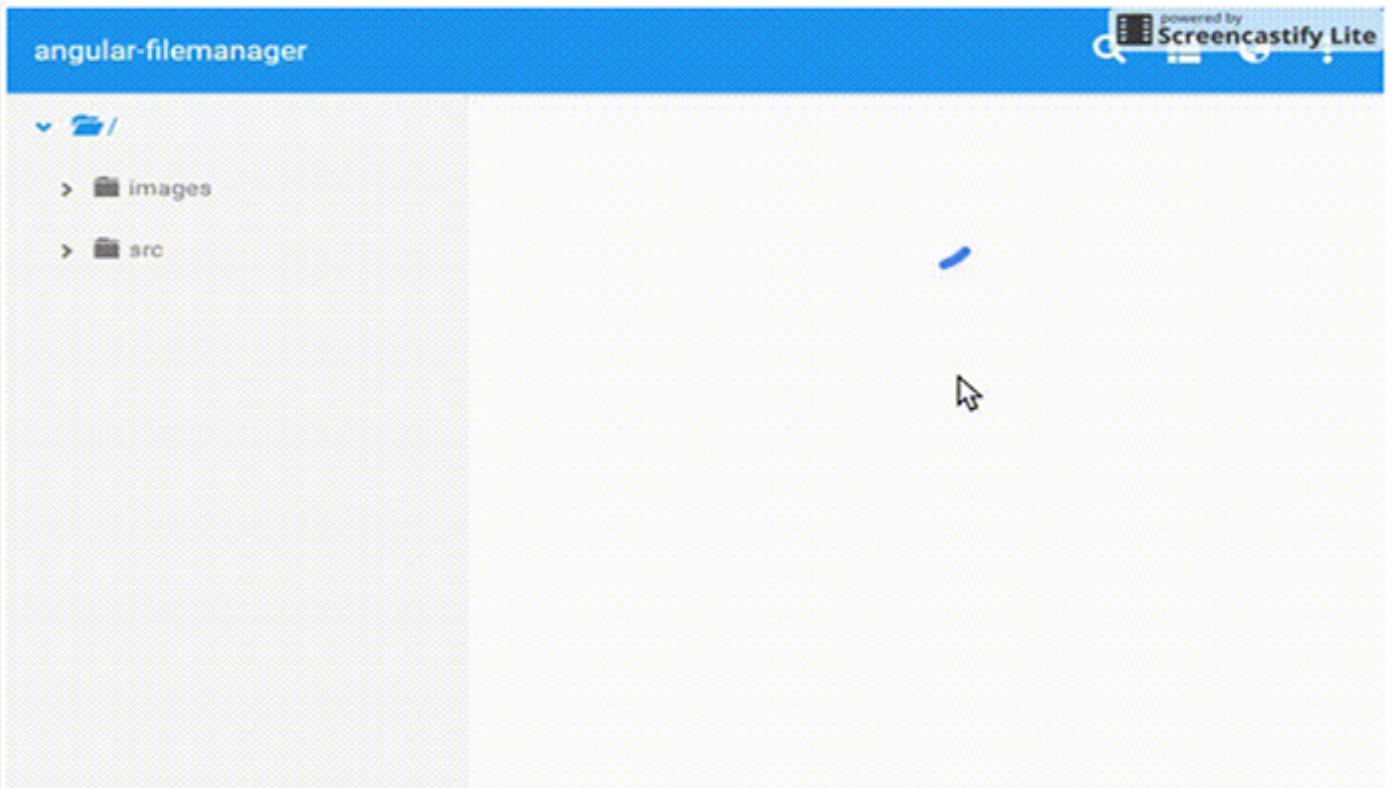 angular-filemanager
powered by
Screencastify Lite
/
images
src